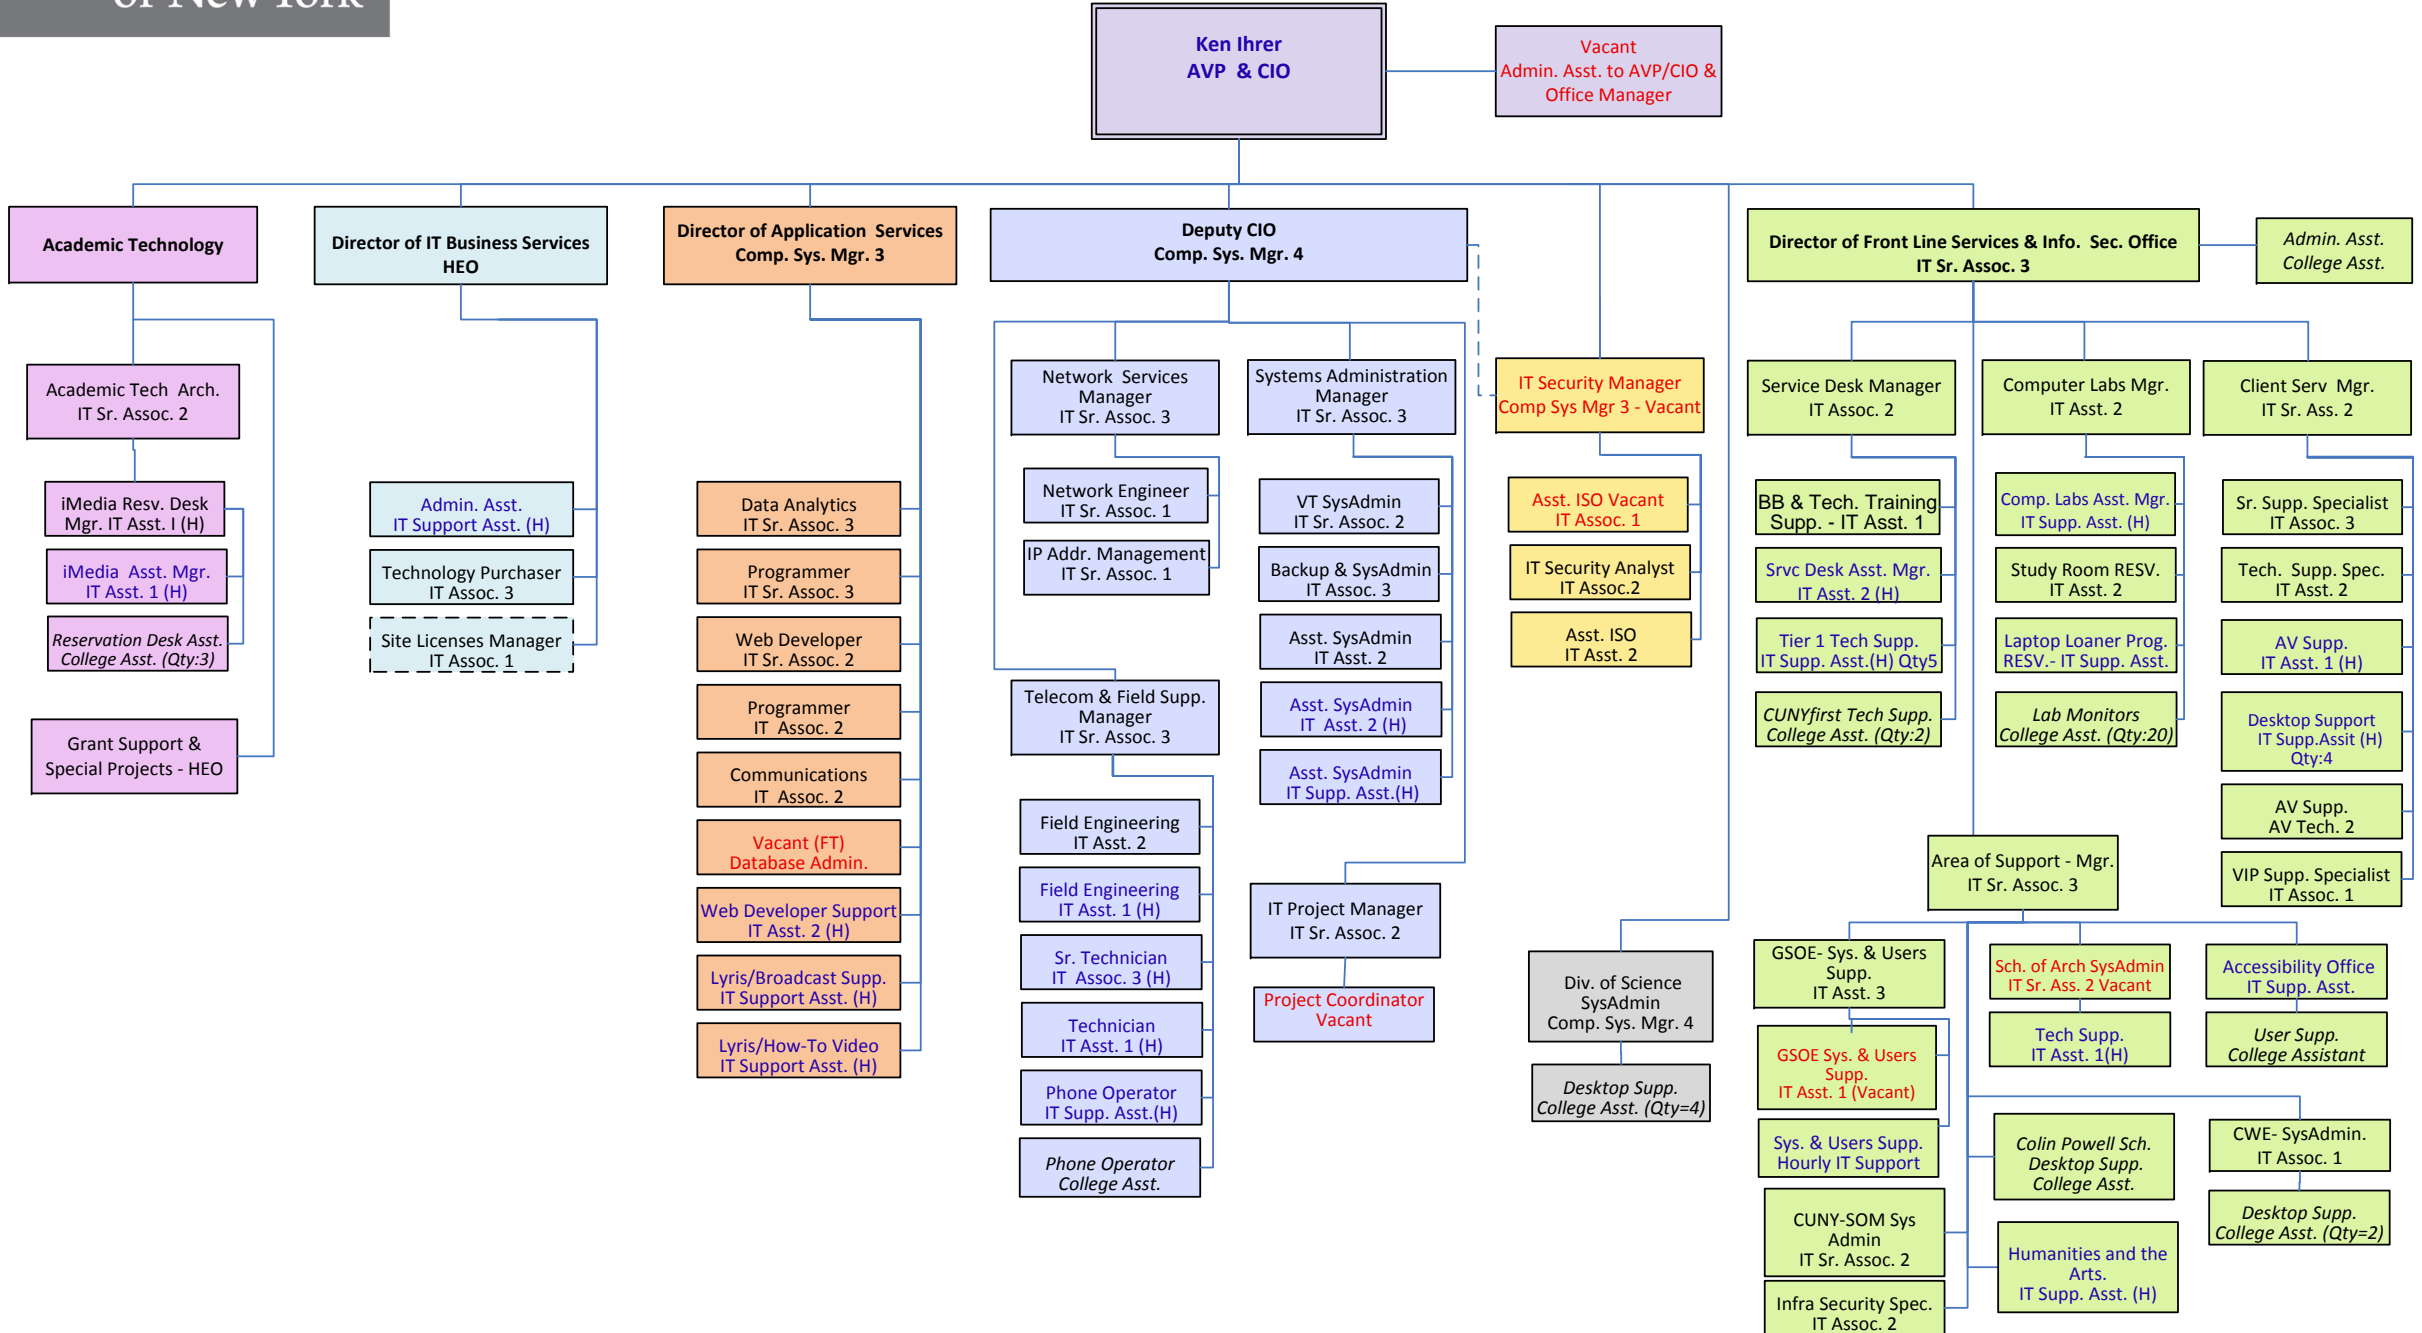 of New York
Ken Ihrer
AVP & CIO
Vacant
Admin. Asst. to AVP/CIO &
Office Manager
Academic Technology
Director of IT Business Services
HEO
Director of Application Services
Comp. Sys. Mgr. 3
Deputy CIO
Comp. Sys. Mgr. 4
Director of Front Line Services & Info. Sec. Office
IT Sr. Assoc. 3
Admin. Asst.
College Asst.
Academic Tech Arch.
IT Sr. Assoc. 2
iMedia Resv. Desk
Mgr. IT Asst. I (H)
iMedia Asst. Mgr.
IT Asst. 1 (H)
Reservation Desk Asst.
College Asst. (Qty:3)
Grant Support &
Special Projects - HEO
Admin. Asst.
IT Support Asst. (H)
Technology Purchaser
IT Assoc. 3
Site Licenses Manager
IT Assoc. 1
Data Analytics
IT Sr. Assoc. 3
Programmer
IT Sr. Assoc. 3
Web Developer
IT Sr. Assoc. 2
Programmer
IT Assoc. 2
Communications
IT Assoc. 2
Vacant (FT)
Database Admin.
Web Developer Support
IT Asst. 2 (H)
Lyris/Broadcast Supp.
IT Support Asst. (H)
Lyris/How-To Video
IT Support Asst. (H)
Network Services
Manager
IT Sr. Assoc. 3
Network Engineer
IT Sr. Assoc. 1
IP Addr. Management
IT Sr. Assoc. 1
Telecom & Field Supp.
Manager
IT Sr. Assoc. 3
Field Engineering
IT Asst. 2
Field Engineering
IT Asst. 1 (H)
Sr. Technician
IT Assoc. 3 (H)
Technician
IT Asst. 1 (H)
Phone Operator
IT Supp. Asst.(H)
Phone Operator
College Asst.
Systems Administration
Manager
IT Sr. Assoc. 3
VT SysAdmin
IT Sr. Assoc. 2
Backup & SysAdmin
IT Assoc. 3
Asst. SysAdmin
IT Asst. 2
Asst. SysAdmin
IT Asst. 2 (H)
Asst. SysAdmin
IT Supp. Asst.(H)
IT Project Manager
IT Sr. Assoc. 2
Project Coordinator
Vacant
IT Security Manager
Comp Sys Mgr 3 - Vacant
Asst. ISO Vacant
IT Assoc. 1
IT Security Analyst
IT Assoc.2
Asst. ISO
IT Asst. 2
Div. of Science
SysAdmin
Comp. Sys. Mgr. 4
Desktop Supp.
College Asst. (Qty=4)
Service Desk Manager
IT Assoc. 2
BB & Tech. Training
Supp. - IT Asst. 1
Srvc Desk Asst. Mgr.
IT Asst. 2 (H)
Tier 1 Tech Supp.
IT Supp. Asst.(H) Qty5
CUNYfirst Tech Supp.
College Asst. (Qty:2)
Computer Labs Mgr.
IT Asst. 2
Comp. Labs Asst. Mgr.
IT Supp. Asst. (H)
Study Room RESV.
IT Asst. 2
Laptop Loaner Prog.
RESV.- IT Supp. Asst.
Lab Monitors
College Asst. (Qty:20)
Client Serv Mgr.
IT Sr. Ass. 2
Sr. Supp. Specialist
IT Assoc. 3
Tech. Supp. Spec.
IT Asst. 2
AV Supp.
IT Asst. 1 (H)
Desktop Support
IT Supp.Assit (H)
Qty:4
AV Supp.
AV Tech. 2
VIP Supp. Specialist
IT Assoc. 1
Area of Support - Mgr.
IT Sr. Assoc. 3
GSOE- Sys. & Users
Supp.
IT Asst. 3
GSOE Sys. & Users
Supp.
IT Asst. 1 (Vacant)
Sys. & Users Supp.
Hourly IT Support
CUNY-SOM Sys
Admin
IT Sr. Assoc. 2
Infra Security Spec.
IT Assoc. 2
Sch. of Arch SysAdmin
IT Sr. Ass. 2 Vacant
Tech Supp.
IT Asst. 1(H)
Colin Powell Sch.
Desktop Supp.
College Asst.
Humanities and the
Arts.
IT Supp. Asst. (H)
Accessibility Office
IT Supp. Asst.
User Supp.
College Assistant
CWE- SysAdmin.
IT Assoc. 1
Desktop Supp.
College Asst. (Qty=2)